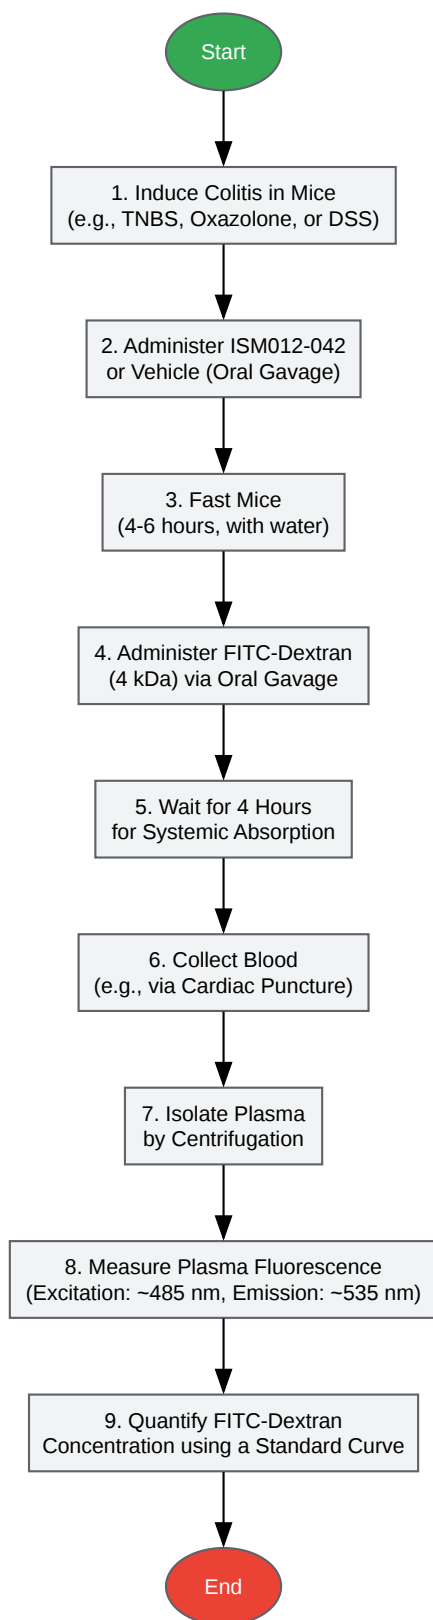 Start
1. Induce Colitis in Mice
(e.g., TNBS, Oxazolone, or DSS)
2. Administer ISM012-042
or Vehicle (Oral Gavage)
3. Fast Mice
(4-6 hours, with water)
4. Administer FITC-Dextran
(4 kDa) via Oral Gavage
5. Wait for 4 Hours
for Systemic Absorption
6. Collect Blood
(e.g., via Cardiac Puncture)
7. Isolate Plasma
by Centrifugation
8. Measure Plasma Fluorescence
(Excitation: ~485 nm, Emission: ~535 nm)
9. Quantify FITC-Dextran
Concentration using a Standard Curve
End